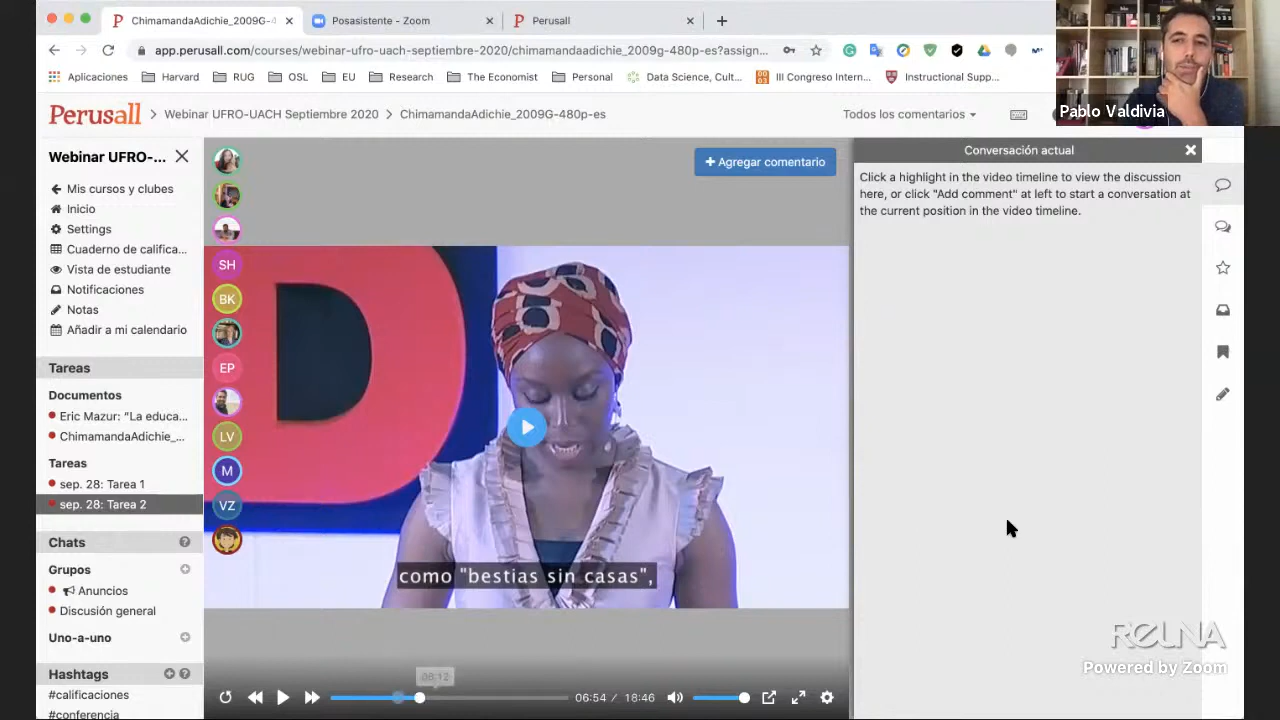 ChimamandaAdichie_2009G-4
Posasistente - Zoom
Perusall
app.perusall.com/courses/webinar-ufro-uach-septiembre-2020/chimamandaadichie_2009g-480p-es?assign...
Aplicaciones
Harvard
RUG
OSL
EU
Research
The Economist
Personal
Data Science, Cult...
III Congreso Intern...
Instructional Supp...
Pablo Valdivia
Perusall
Webinar UFRO-UACH Septiembre 2020
ChimamandaAdichie_2009G-480p-es
Todos los comentarios
Webinar UFRO-...
Mis cursos y clubes
Inicio
Settings
Cuaderno de califica...
Vista de estudiante
Notificaciones
Notas
Añadir a mi calendario
Tareas
Documentos
Eric Mazur: "La educa...
ChimamandaAdichie_...
Tareas
sep. 28: Tarea 1
sep. 28: Tarea 2
Chats
Grupos
Anuncios
Discusión general
Uno-a-uno
Hashtags
#calificaciones
#conferencia
SH
BK
EP
LV
M
VZ
Agregar comentario
D
como "bestias sin casas",
06:54 / 18:46
Conversación actual
Click a highlight in the video timeline to view the discussion
here, or click "Add comment" at left to start a conversation at
the current position in the video timeline.
REUNA
Powered by Zoom